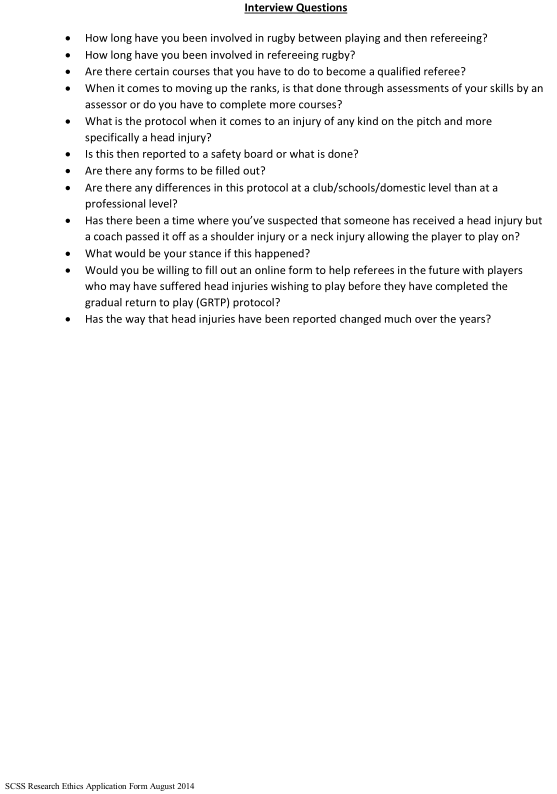 Interview Questions
• How long have you been involved in rugby between playing and then refereeing?
• How long have you been involved in refereeing rugby?
• Are there certain courses that you have to do to become a qualified referee?
• When it comes to moving up the ranks, is that done through assessments of your skills by an
assessor or do you have to complete more courses?
• What is the protocol when it comes to an injury of any kind on the pitch and more
specifically a head injury?
• Is this then reported to a safety board or what is done?
• Are there any forms to be filled out?
• Are there any differences in this protocol at a club/schools/domestic level than at a
professional level?
• Has there been a time where you’ve suspected that someone has received a head injury but
a coach passed it off as a shoulder injury or a neck injury allowing the player to play on?
• What would be your stance if this happened?
• Would you be willing to fill out an online form to help referees in the future with players
who may have suffered head injuries wishing to play before they have completed the
gradual return to play (GRTP) protocol?
• Has the way that head injuries have been reported changed much over the years?
SCSS Research Ethics Application Form August 2014